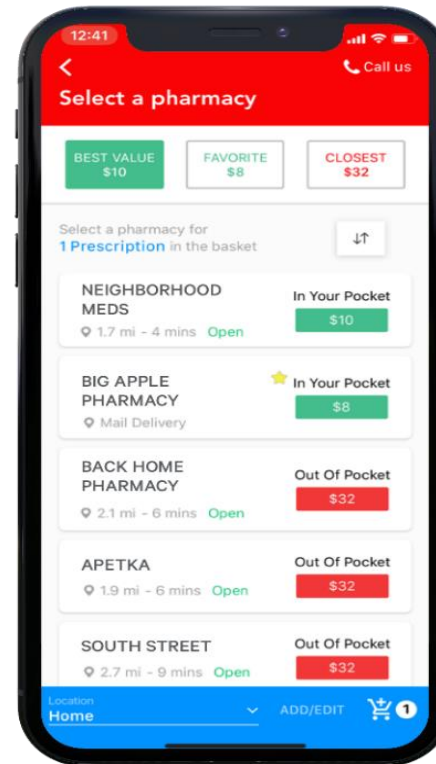 12:41
Call us
Select a pharmacy
BEST VALUE
$10
FAVORITE
$8
CLOSEST
$32
Select a pharmacy for
1 Prescription in the basket
NEIGHBORHOOD
MEDS
1.7 mi - 4 mins Open
In Your Pocket
$10
BIG APPLE
PHARMACY
Mail Delivery
In Your Pocket
$8
BACK HOME
PHARMACY
2.1 mi - 6 mins Open
Out Of Pocket
$32
APETKA
1.9 mi - 6 mins Open
Out Of Pocket
$32
SOUTH STREET
2.7 mi - 9 mins Open
Out Of Pocket
$32
Location
Home
ADD/EDIT
1